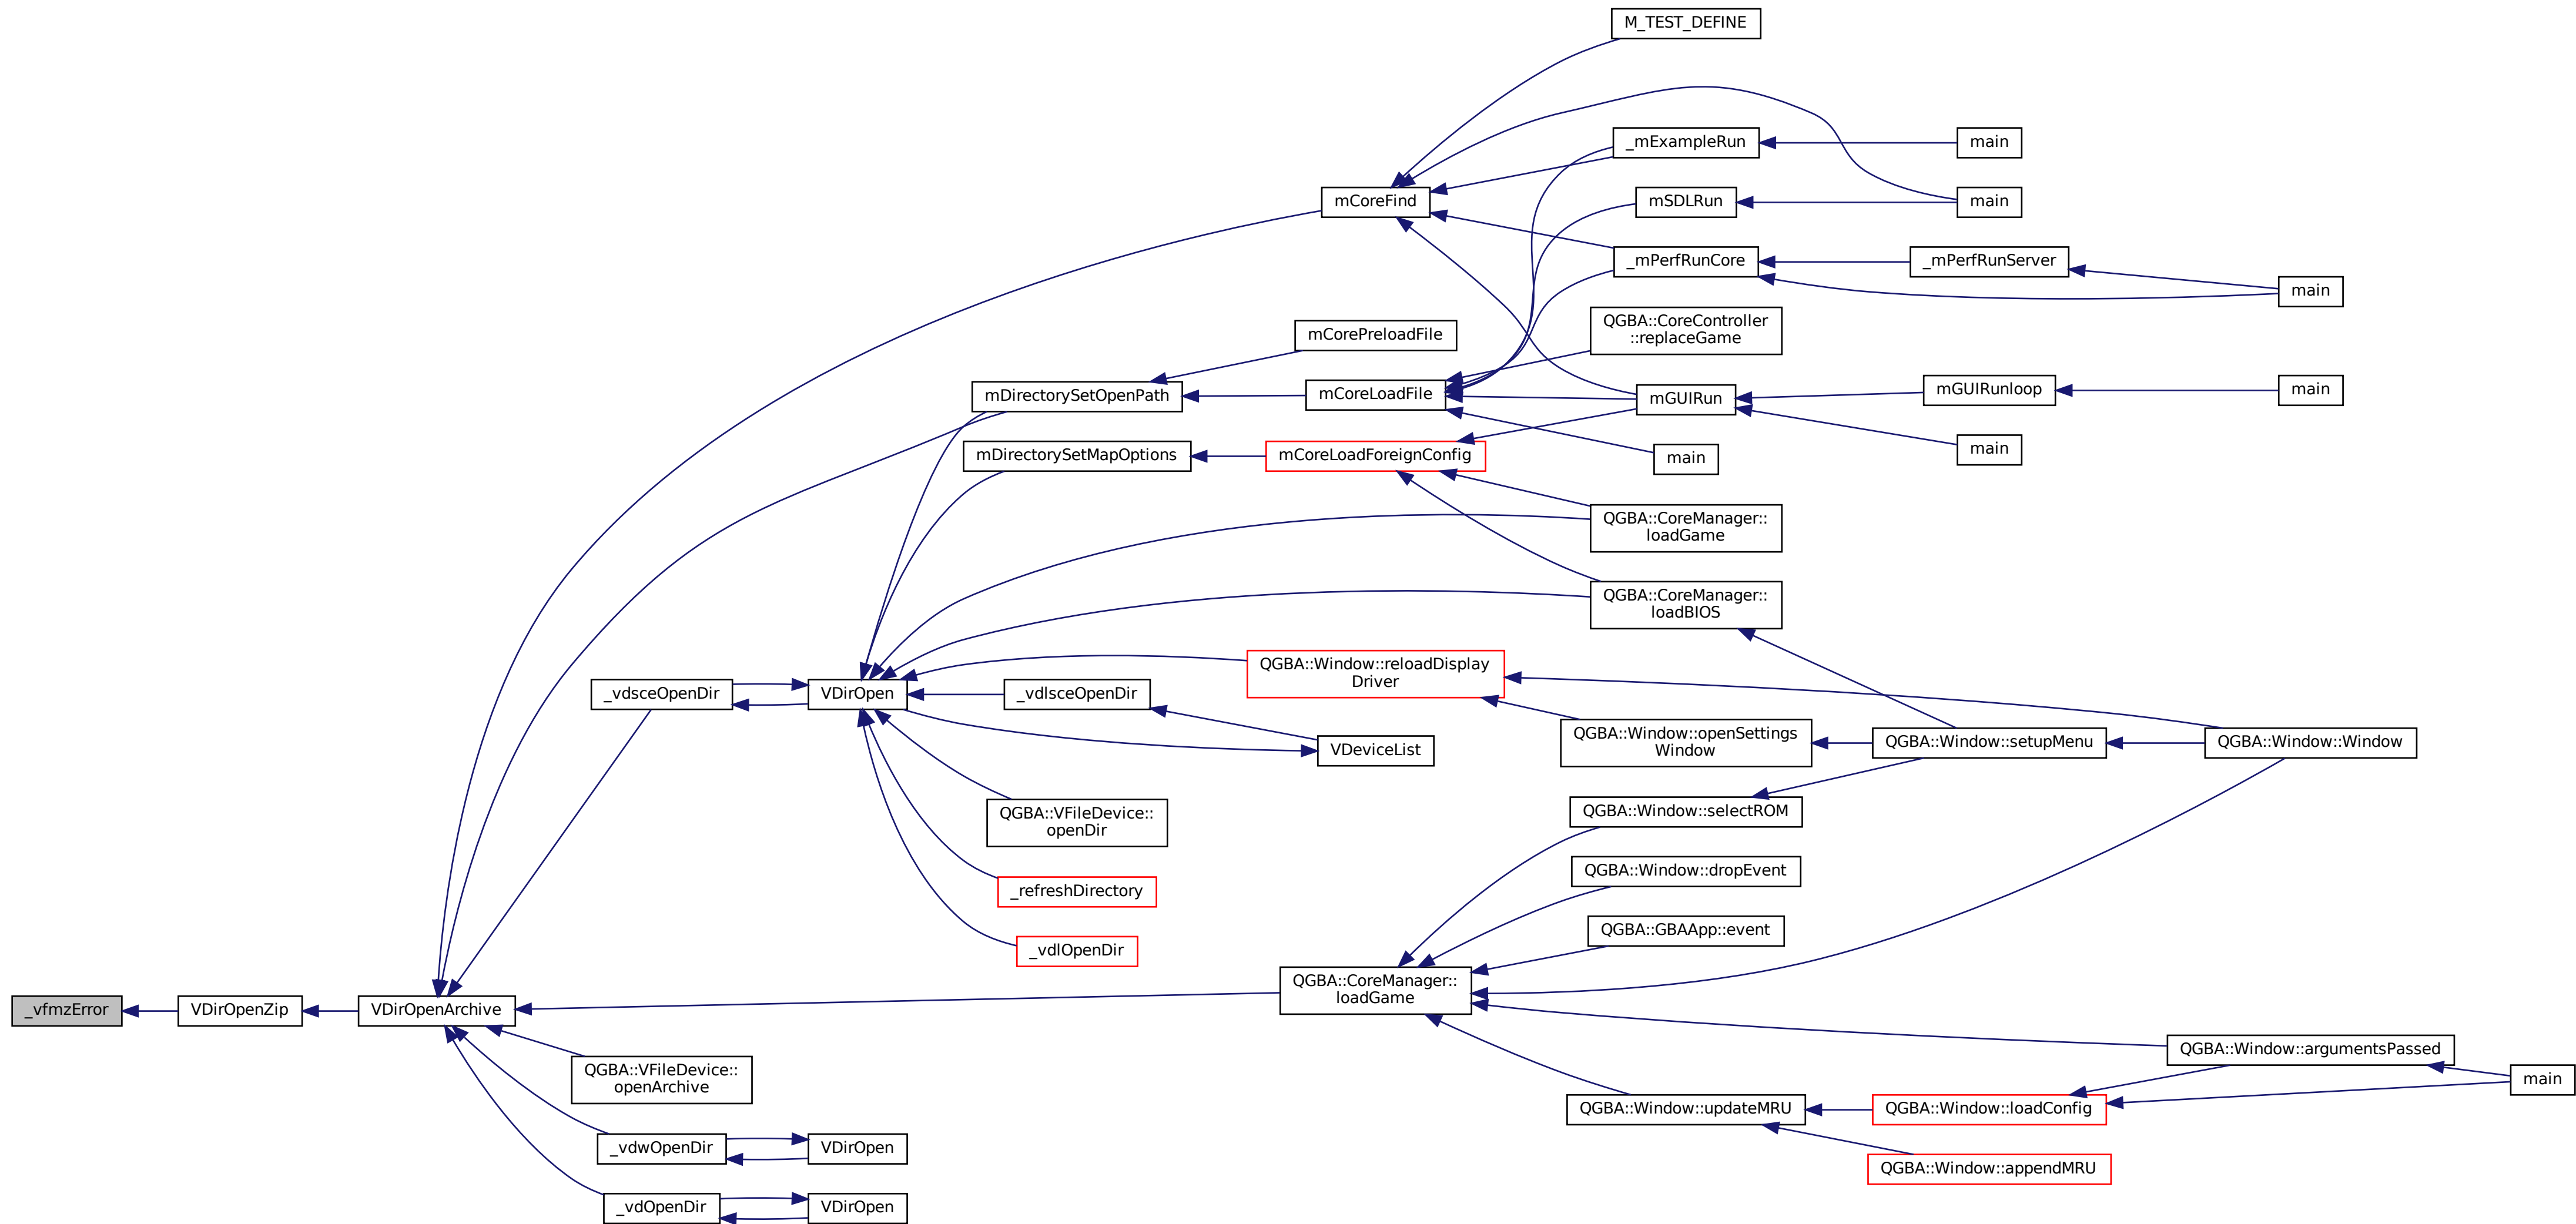 M_TEST_DEFINE
_mExampleRun
main
mCoreFind
mSDLRun
main
_mPerfRunCore
_mPerfRunServer
main
QGBA::CoreController
::replaceGame
mCorePreloadFile
mDirectorySetOpenPath
mCoreLoadFile
mGUIRun
mGUIRunloop
main
main
mDirectorySetMapOptions
mCoreLoadForeignConfig
main
QGBA::CoreManager::
loadGame
QGBA::CoreManager::
loadBIOS
QGBA::Window::reloadDisplay
Driver
_vdsceOpenDir
VDirOpen
_vdlsceOpenDir
QGBA::Window::openSettings
Window
QGBA::Window::setupMenu
QGBA::Window::Window
VDeviceList
QGBA::VFileDevice::
openDir
QGBA::Window::selectROM
QGBA::Window::dropEvent
_refreshDirectory
QGBA::GBAApp::event
_vdlOpenDir
QGBA::CoreManager::
loadGame
_vfmzError
VDirOpenZip
VDirOpenArchive
QGBA::Window::argumentsPassed
main
QGBA::VFileDevice::
openArchive
QGBA::Window::updateMRU
QGBA::Window::loadConfig
_vdwOpenDir
VDirOpen
QGBA::Window::appendMRU
_vdOpenDir
VDirOpen